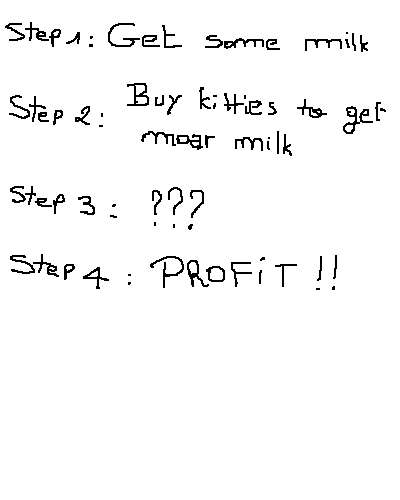 Step 1: Get some milk
Step 2: Buy kitties to get
moar milk
Step 3: ???
Step 4: PROFiT !!